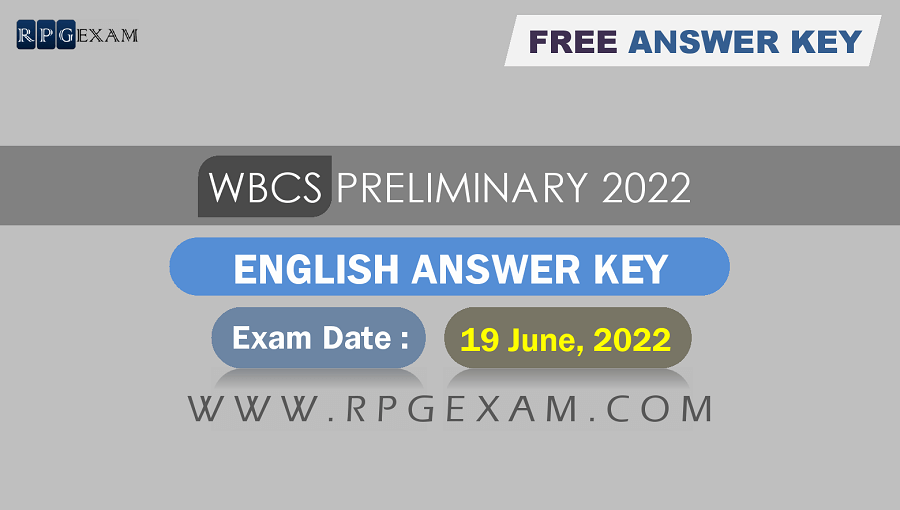 RPGEXAM
FREE ANSWER KEY
WBCS PRELIMINARY 2022
ENGLISH ANSWER KEY
Exam Date : 19 June, 2022
WWW.RPGEXAM.COM